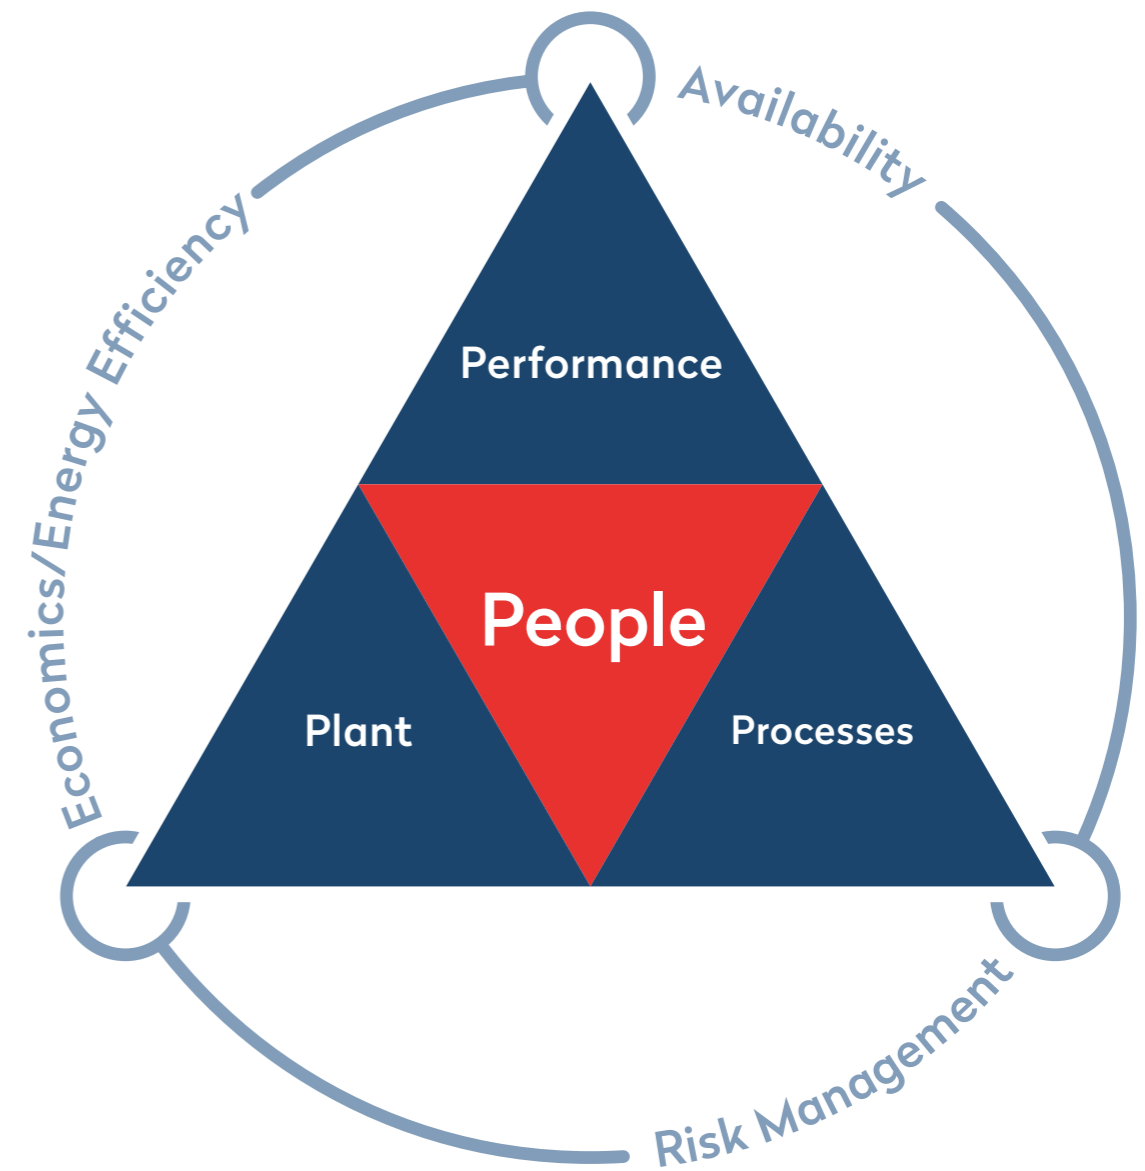 Availability
Economics/Energy Efficiency
Performance
People
Plant
Processes
Risk Management